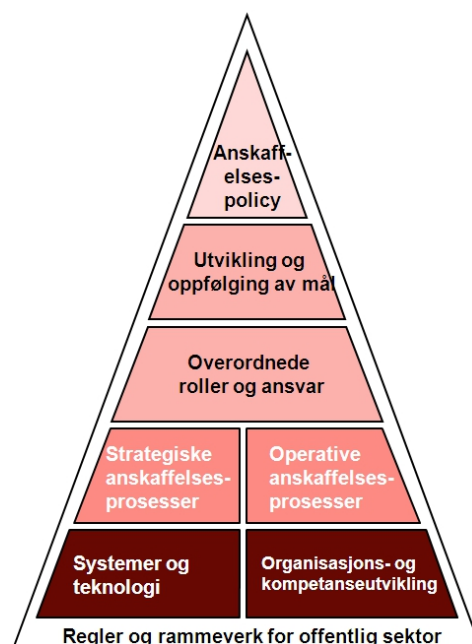 Anskaff-
elses-
policy
Utvikling og
oppfølging av mål
Overordnede
roller og ansvar
Strategiske
anskaffelses-
prosesser
Operative
anskaffelses-
prosesser
Systemer og
teknologi
Organisasjons- og
kompetanseutvikling
Regler og rammeverk for offentlig sektor